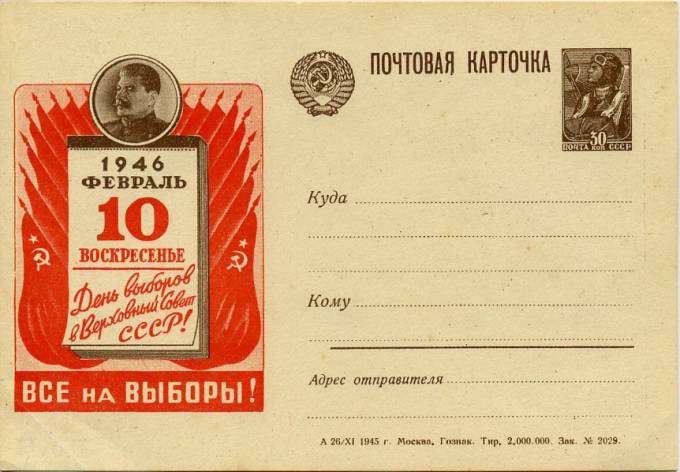 1946
ФЕВРАЛЬ
10
ВОСКРЕСЕНЬЕ
День выборов
в Верховный Совет
СССР!
ВСЕ НА ВЫБОРЫ!
ПОЧТОВАЯ КАРТОЧКА
30
ПОЧТА КОП СССР
Куда
Кому
Адрес отправителя
А 26/XI 1945 г. Москва, Гознак. Тир. 2,000.000. Зак. № 2029.